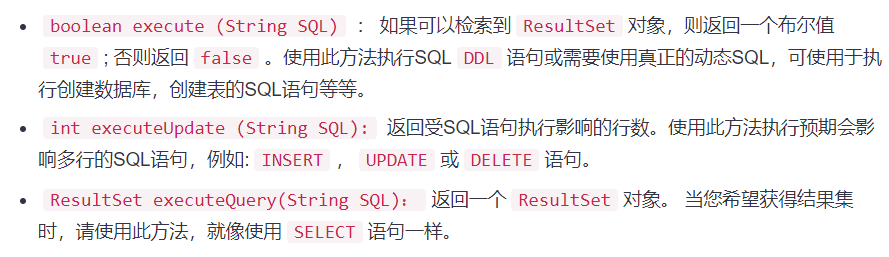 boolean execute (String SQL) ： 如果可以检索到 ResultSet 对象，则返回一个布尔值
true ；否则返回 false 。使用此方法执行SQL DDL 语句或需要使用真正的动态SQL，可使用于执
行创建数据库，创建表的SQL语句等等。
int executeUpdate (String SQL)： 返回受SQL语句执行影响的行数。使用此方法执行预期会影
响多行的SQL语句，例如: INSERT ， UPDATE 或 DELETE 语句。
ResultSet executeQuery(String SQL)： 返回一个 ResultSet 对象。 当您希望获得结果集
时，请使用此方法，就像使用 SELECT 语句一样。